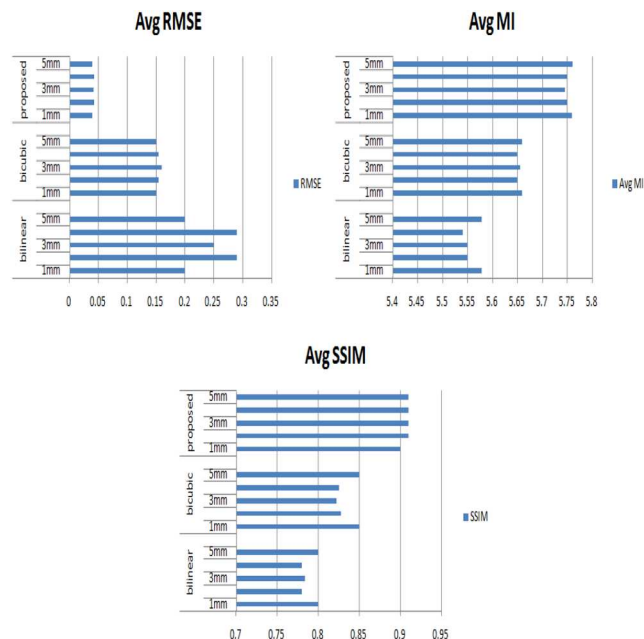 Avg RMSE
proposed
5mm
3mm
1mm
bicubic
5mm
3mm
1mm
bilinear
5mm
3mm
1mm
0 0.05 0.1 0.15 0.2 0.25 0.3 0.35
RMSE
Avg MI
proposed
5mm
3mm
1mm
bicubic
5mm
3mm
1mm
bilinear
5mm
3mm
1mm
5.4 5.45 5.5 5.55 5.6 5.65 5.7 5.75 5.8
Avg MI
Avg SSIM
proposed
5mm
3mm
1mm
bicubic
5mm
3mm
1mm
bilinear
5mm
3mm
1mm
0.7 0.75 0.8 0.85 0.9 0.95
SSIM